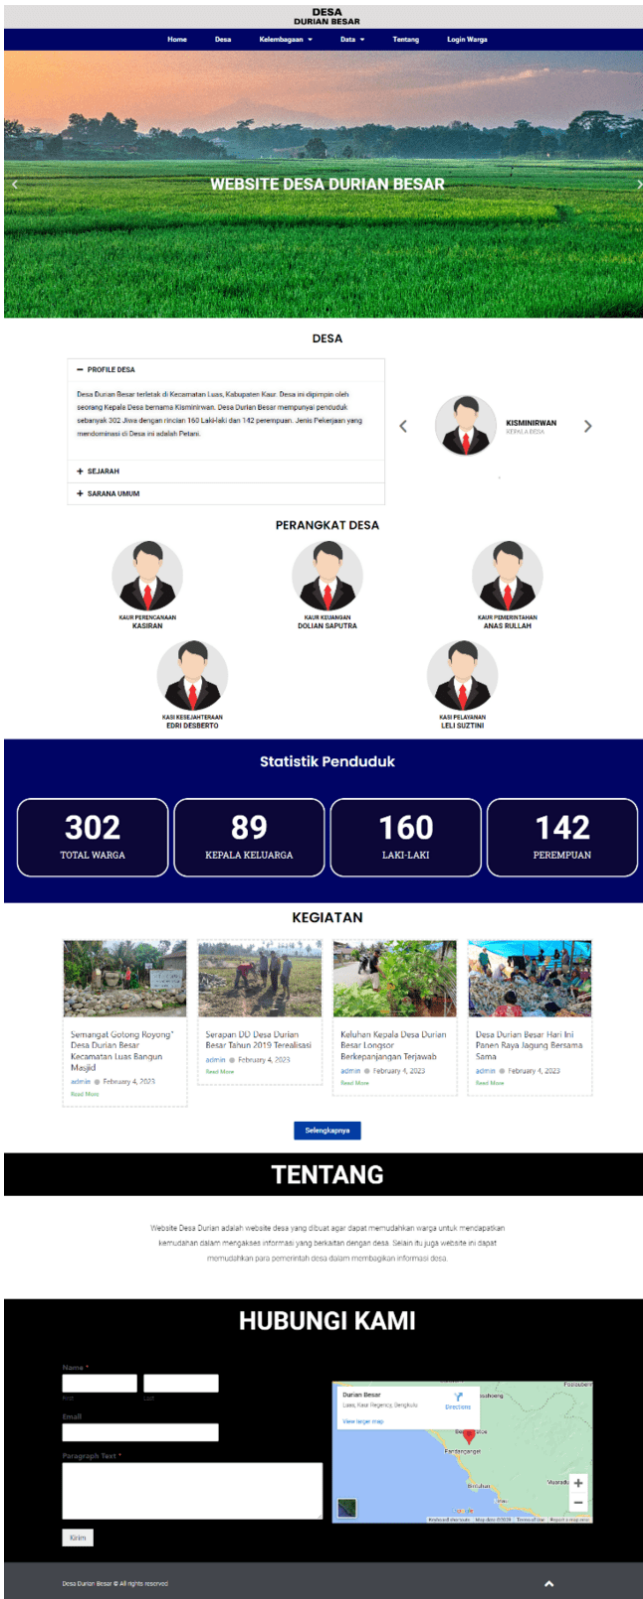 DESA
DURIAN BESAR
Home Desa Kelembagaan Data Tentang Login Warga
WEBSITE DESA DURIAN BESAR
DESA
PROFILE DESA
Desa Durian Besar terletak di Kecamatan Luas, Kabupaten Kaur. Desa ini dipimpin oleh
seorang Kepala Desa bernama Kisminirwan. Desa Durian Besar mempunyai penduduk
sebanyak 302 Jiwa dengan rincian 160 Laki-laki dan 142 perempuan. Jenis Pekerjaan yang
mendominasi di Desa ini adalah Petani.
SEJARAH
SARANA UMUM
KISMINIRWAN
KEPALA DESA
PERANGKAT DESA
KAUR PERENCANAAN
KASIRAN
KAUR KEUANGAN
DOLIAN SAPUTRA
KAUR PEMERINTAHAN
ANAS RULLAH
KASI KESEJAHTERAAN
EDRI DESBERTO
KASI PELAYANAN
LELI SUZTINI
Statistik Penduduk
302
TOTAL WARGA
89
KEPALA KELUARGA
160
LAKI-LAKI
142
PEREMPUAN
KEGIATAN
Semangat Gotong Royong"
Desa Durian Besar
Kecamatan Luas Bangun
Masjid
admin February 4, 2023
Read More
Serapan DD Desa Durian
Besar Tahun 2019 Terealisasi
admin February 4, 2023
Read More
Keluhan Kepala Desa Durian
Besar Longsor
Berkepanjangan Terjawab
admin February 4, 2023
Read More
Desa Durian Besar Hari Ini
Panen Raya Jagung Bersama
Sama
admin February 4, 2023
Read More
Selengkapnya
TENTANG
Website Desa Durian adalah website desa yang dibuat agar dapat memudahkan warga untuk mendapatkan
kemudahan dalam mengakses informasi yang berkaitan dengan desa. Selain itu juga website ini dapat
memudahkan para pemerintah desa dalam membagikan informasi desa.
HUBUNGI KAMI
Name *
First Last
Email
Paragraph Text *
Kirim
Durian Besar
Luas, Kaur Regency, Bengkulu
Directions
View larger map
Bintuhan
Desa Durian Besar © All rights reserved